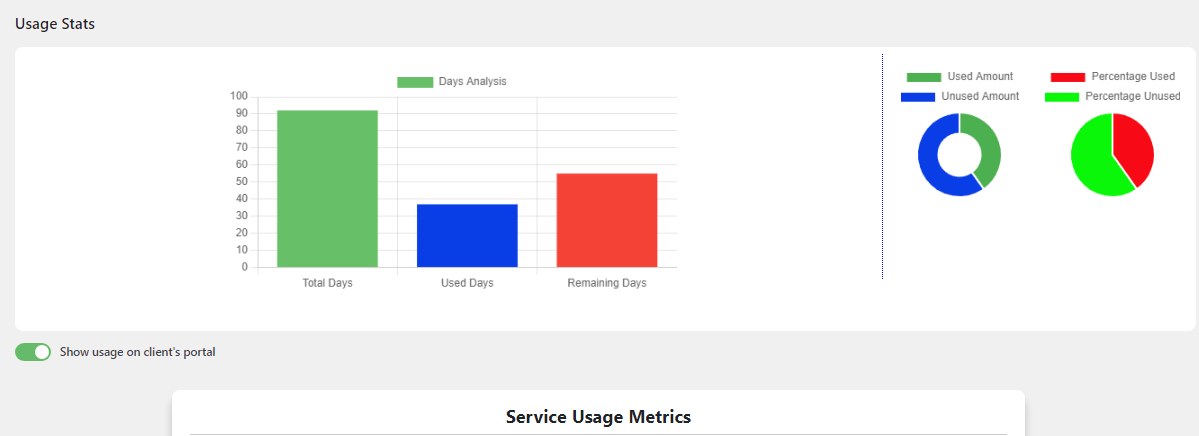 Usage Stats
Days Analysis
100
90
80
70
60
50
40
30
20
10
0
Total Days Used Days Remaining Days
Used Amount
Unused Amount
Percentage Used
Percentage Unused
Show usage on client's portal
Service Usage Metrics